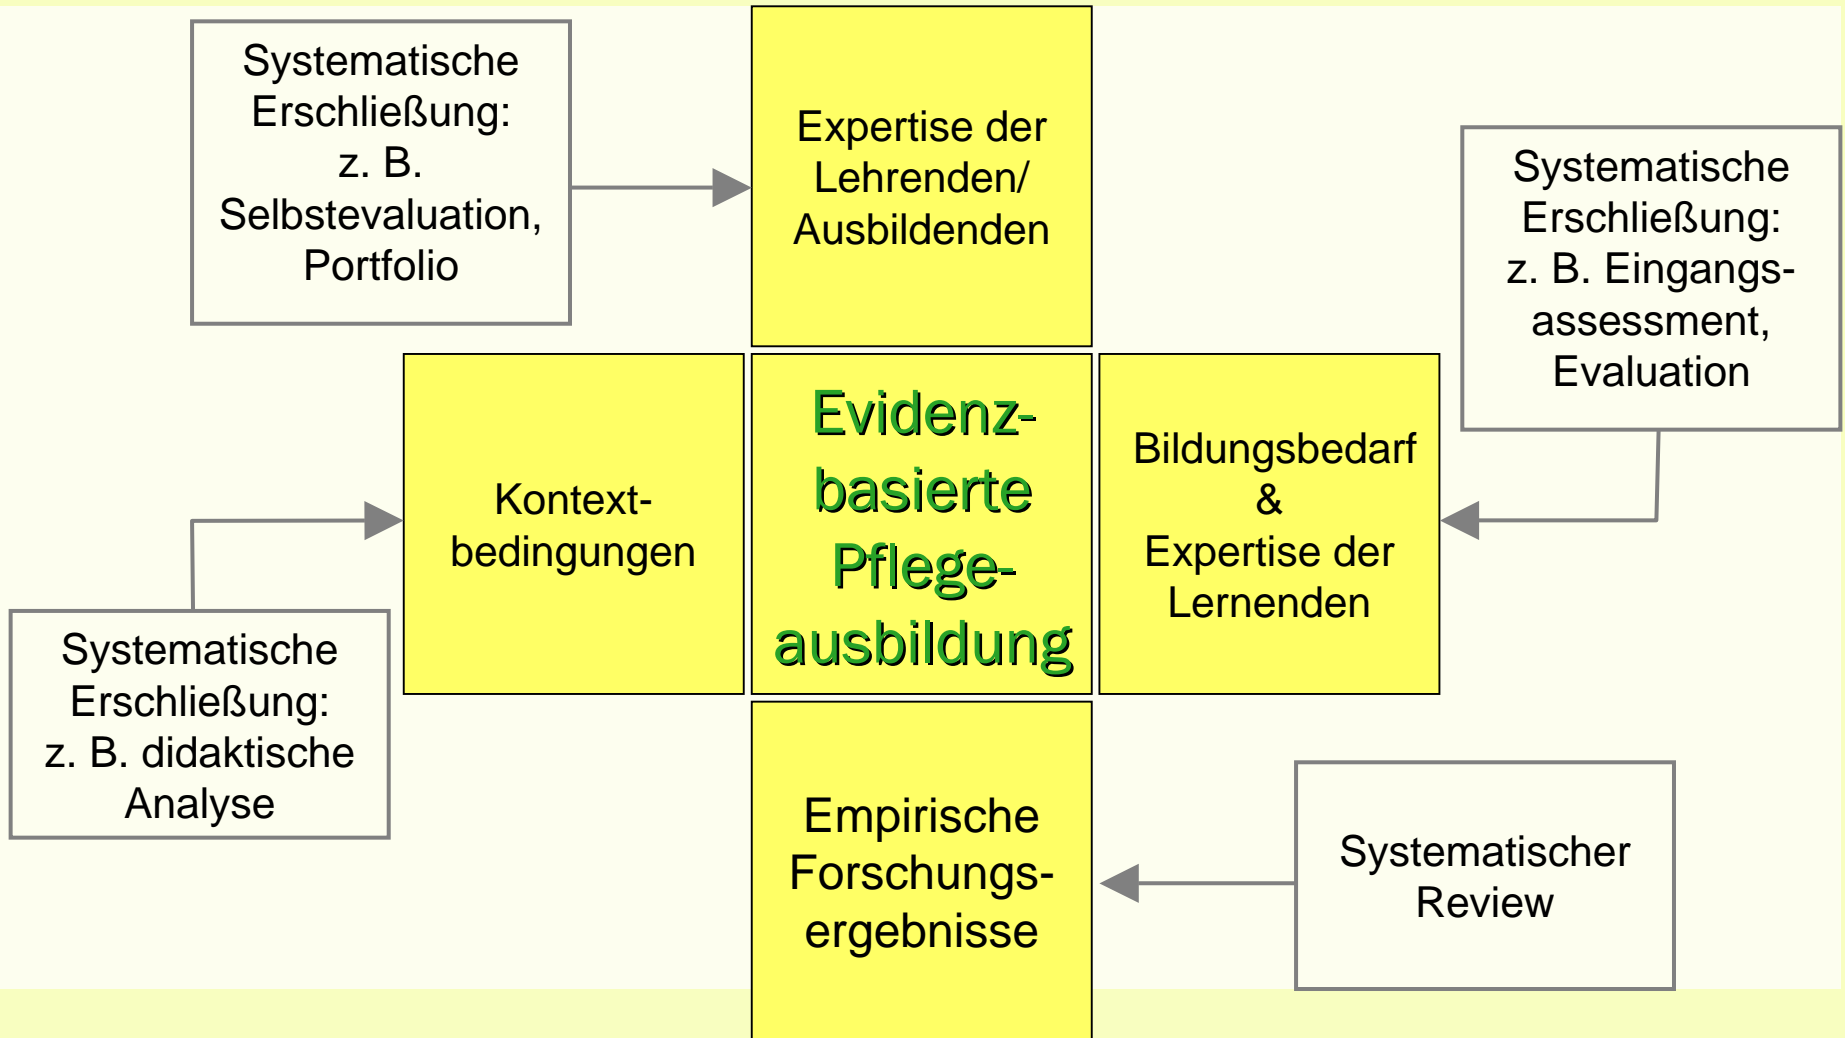 Systematische
Erschließung:
z. B.
Selbstevaluation,
Portfolio
Expertise der
Lehrenden/
Ausbildenden
Systematische
Erschließung:
z. B. Eingangs-
assessment,
Evaluation
Kontext-
bedingungen
Evidenz-
basierte
Pflege-
ausbildung
Bildungsbedarf
&
Expertise der
Lernenden
Systematische
Erschließung:
z. B. didaktische
Analyse
Empirische
Forschungs-
ergebnisse
Systematischer
Review